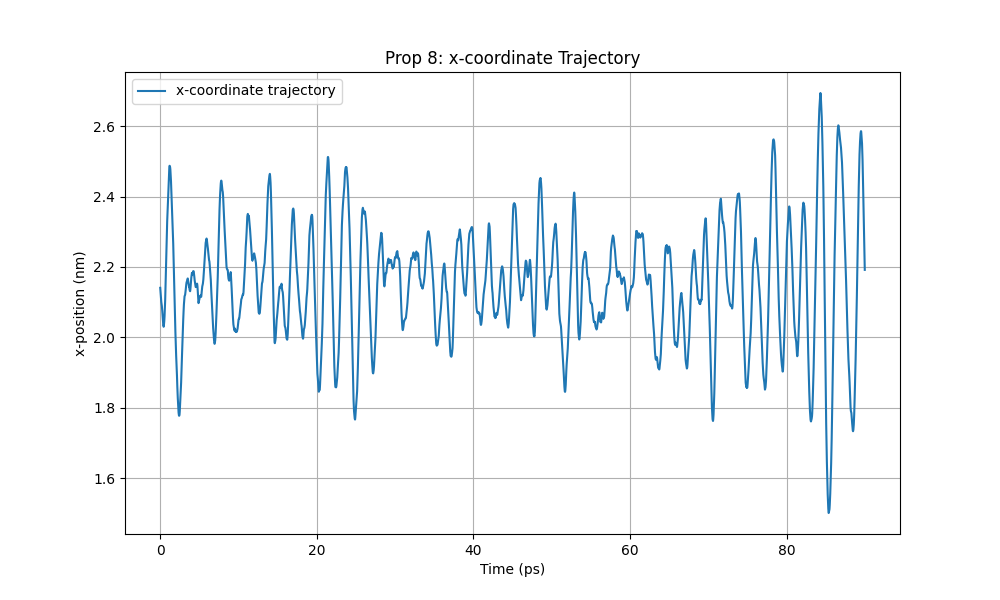 Prop 8: x-coordinate Trajectory
x-coordinate trajectory
x-position (nm)
2.6
2.4
2.2
2.0
1.8
1.6
0 20 40 60 80
Time (ps)